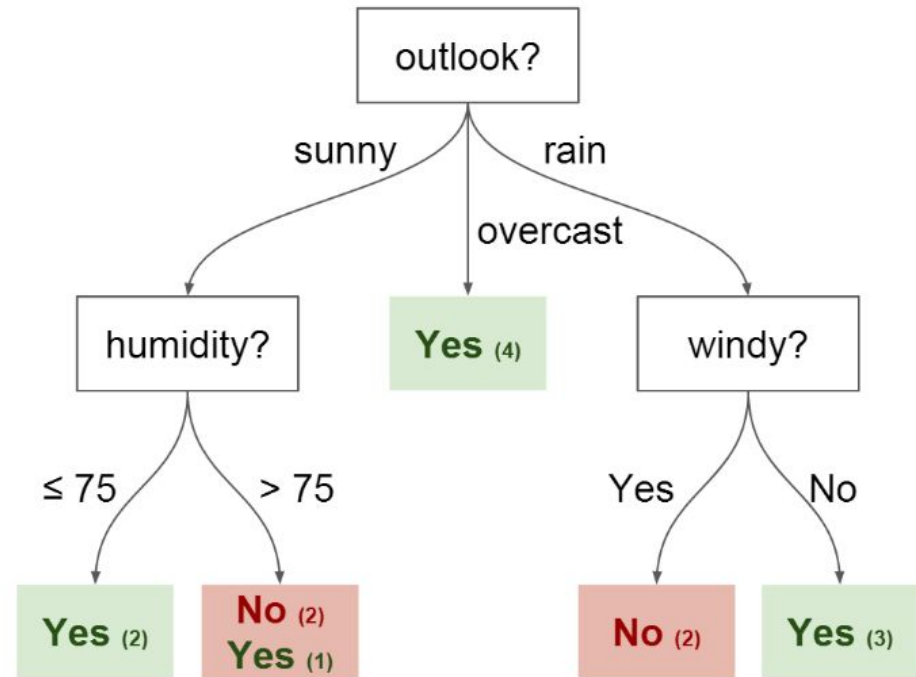 outlook?
sunny
rain
overcast
humidity?
Yes (4)
windy?
≤ 75
> 75
Yes
No
Yes (2)
No (2)
Yes (1)
No (2)
Yes (3)